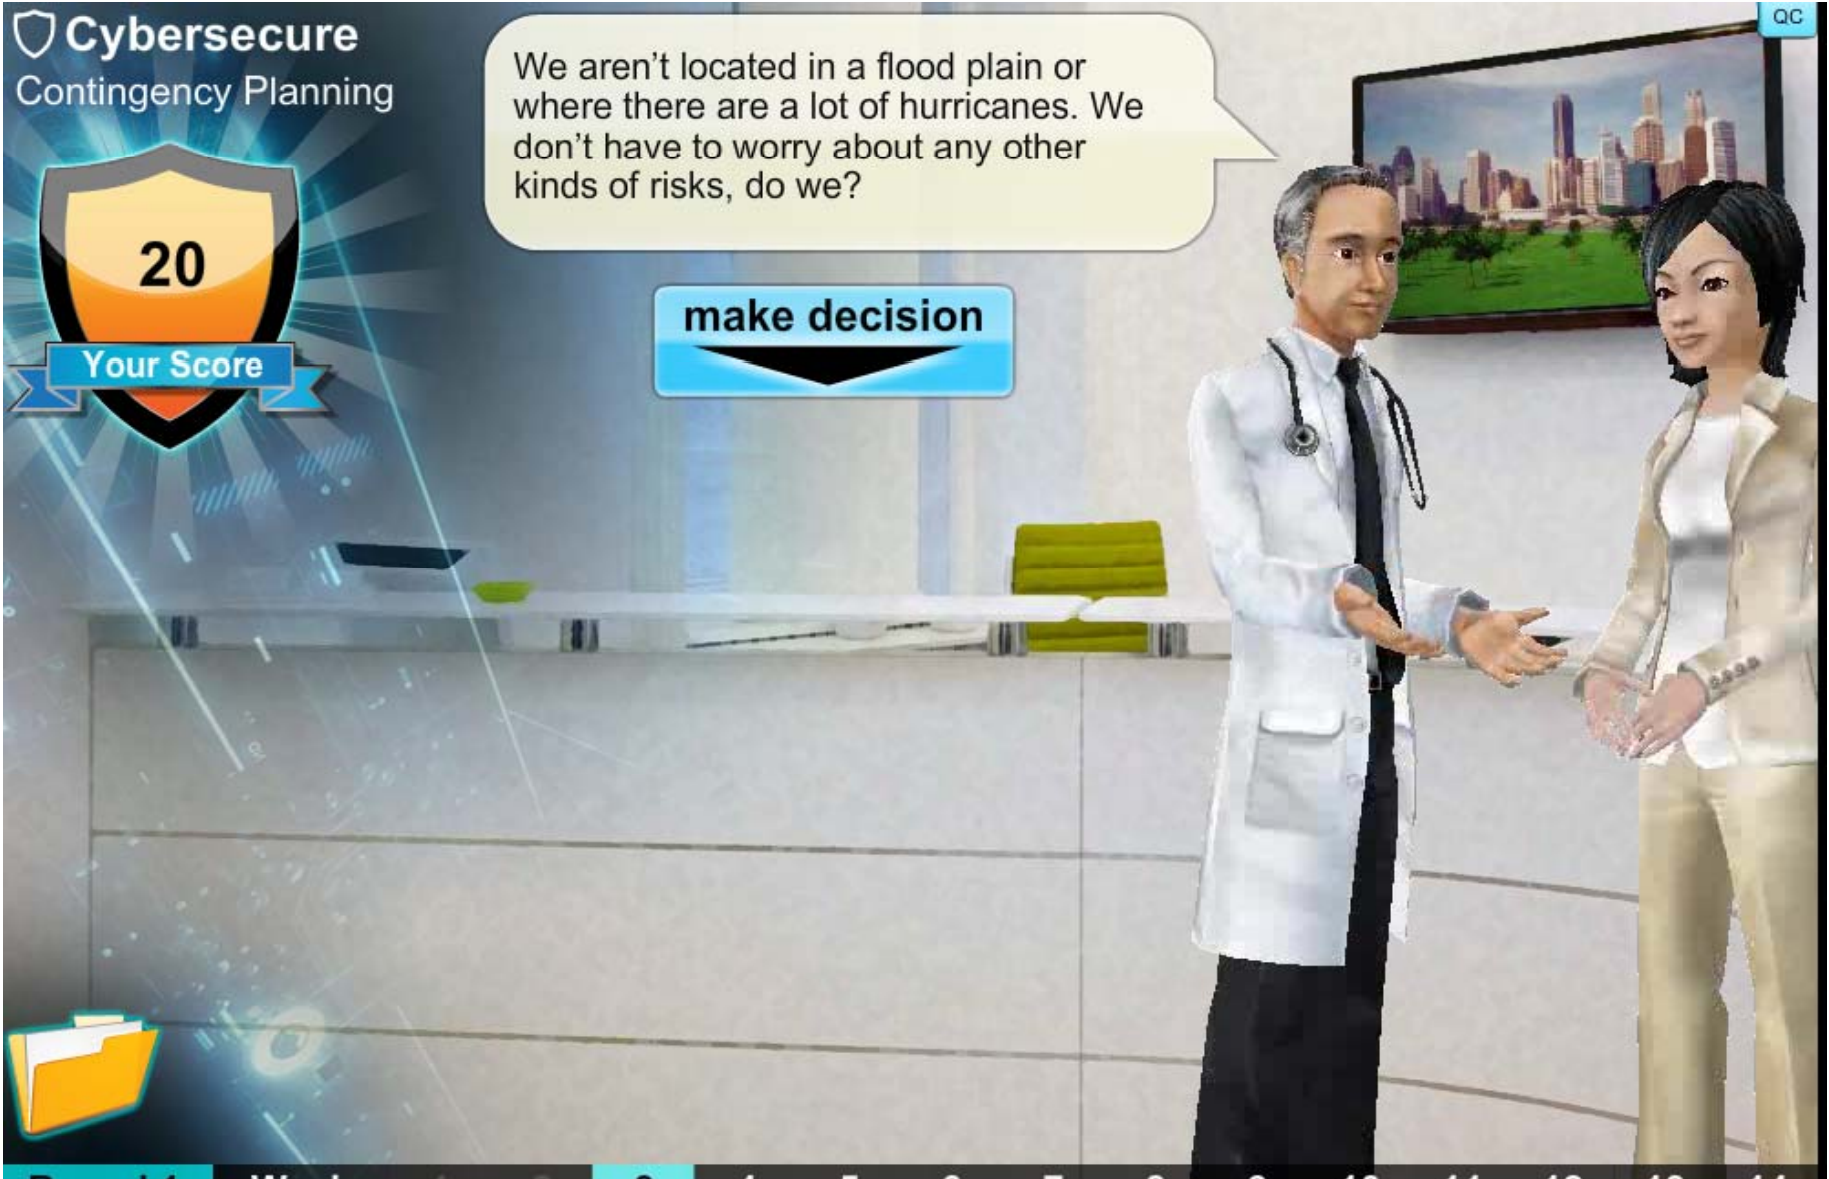 Cybersecure
Contingency Planning
QC
We aren't located in a flood plain or
where there are a lot of hurricanes. We
don't have to worry about any other
kinds of risks, do we?
20
Your Score
make decision